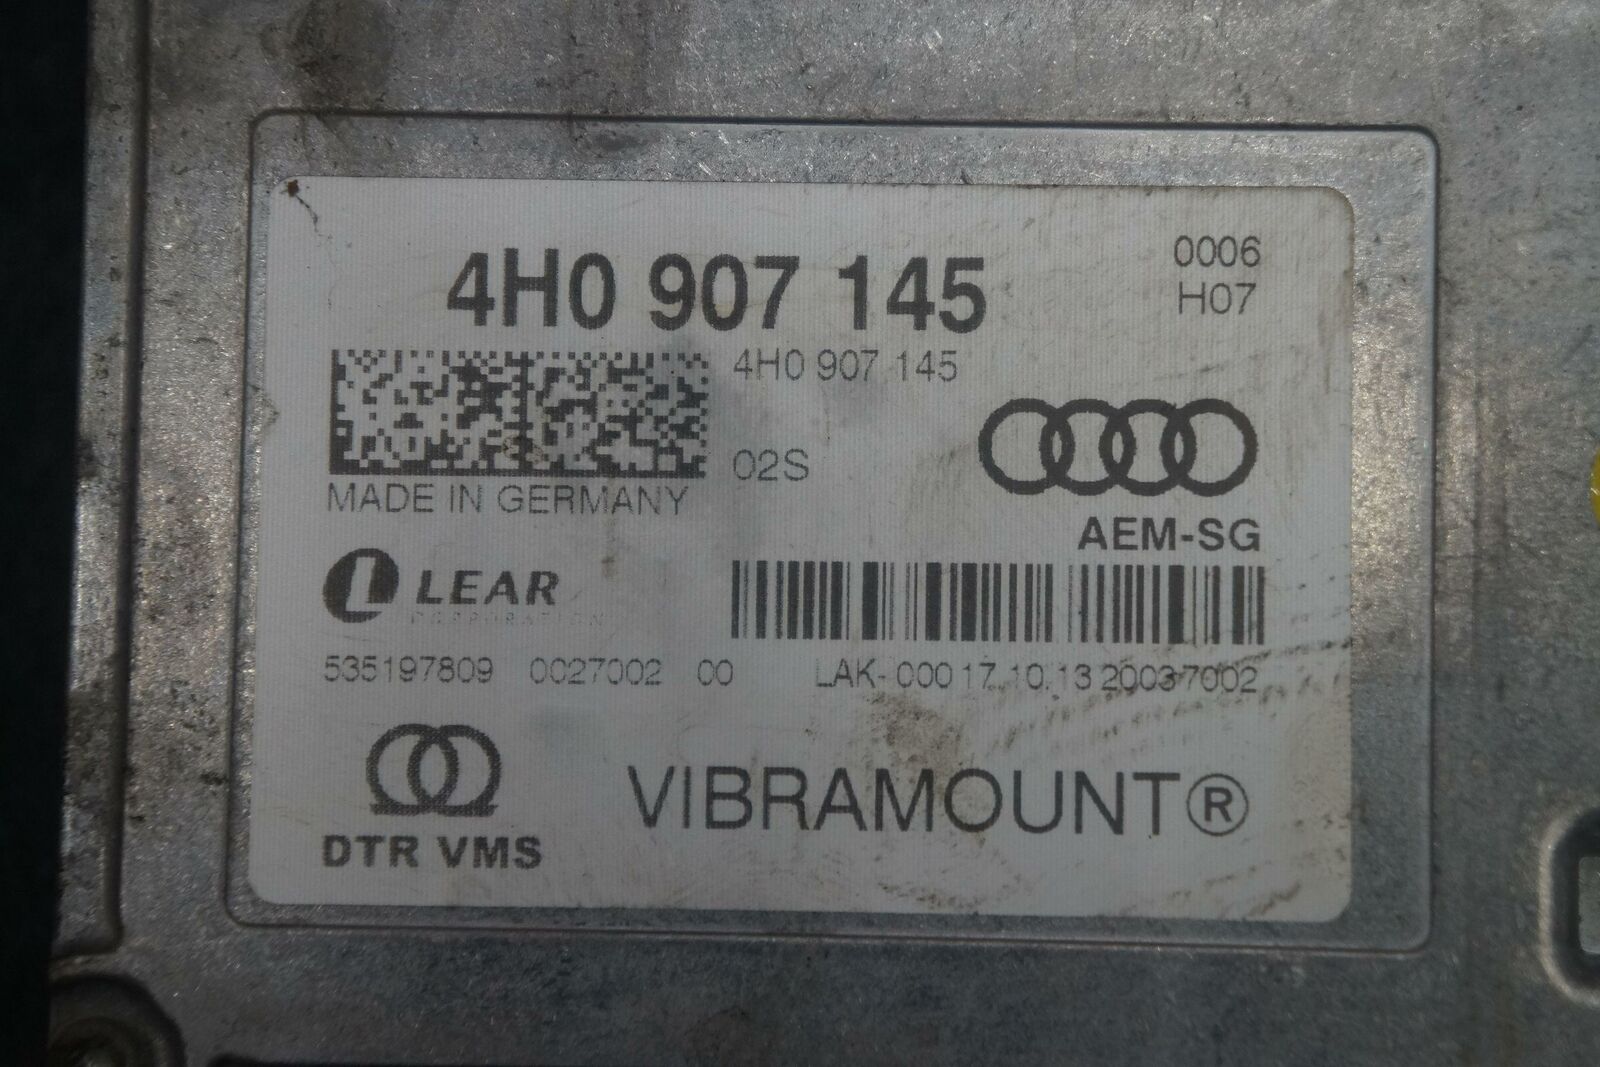 4H0 907 145
0006
H07
4H0 907 145
02S
MADE IN GERMANY
AEM-SG
L LEAR
CORPORATION
535197809 0027002 00
LAK-000 17.10.13 20037002
DTR VMS
VIBRAMOUNT®